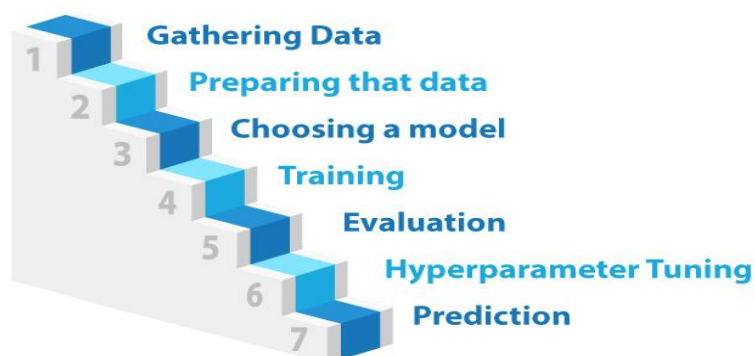 1 Gathering Data
2 Preparing that data
3 Choosing a model
4 Training
5 Evaluation
6 Hyperparameter Tuning
7 Prediction